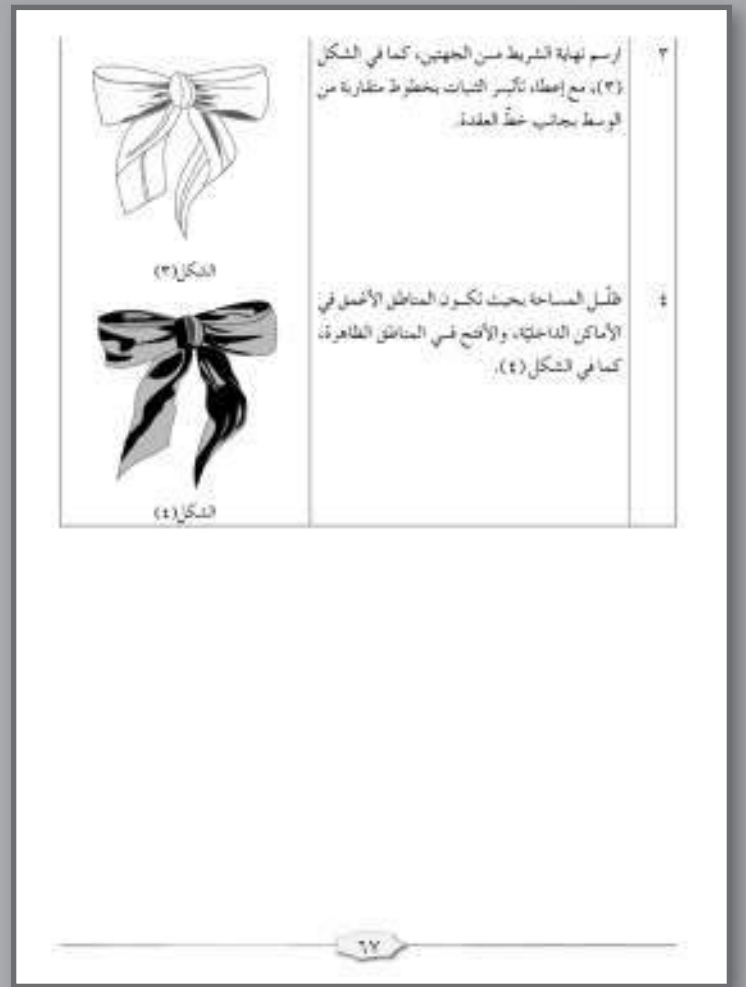 ٣
ارسم نهاية الشريط من الجهتين، كما في الشكل
(٣)، مع إعطاء تأثير الثنيات بخطوط متقاربة من
الوسط بجانب خطّ العقدة.
الشكل(٣)
٤
ظلّل المساحة بحيث تكون المناطق الأغمق في
الأماكن الداخليّة، والأفتح في المناطق الظاهرة،
كما في الشكل (٤).
الشكل(٤)
٦٧